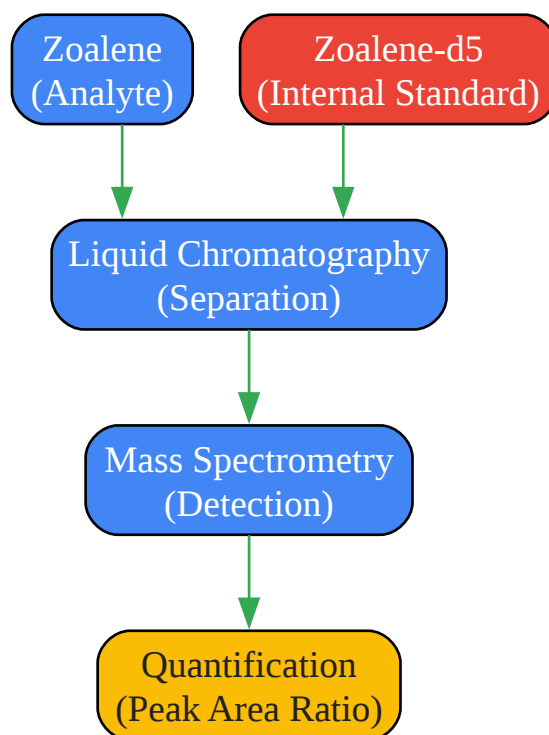 Zoalene
(Analyte)
Zoalene-d5
(Internal Standard)
Liquid Chromatography
(Separation)
Mass Spectrometry
(Detection)
Quantification
(Peak Area Ratio)